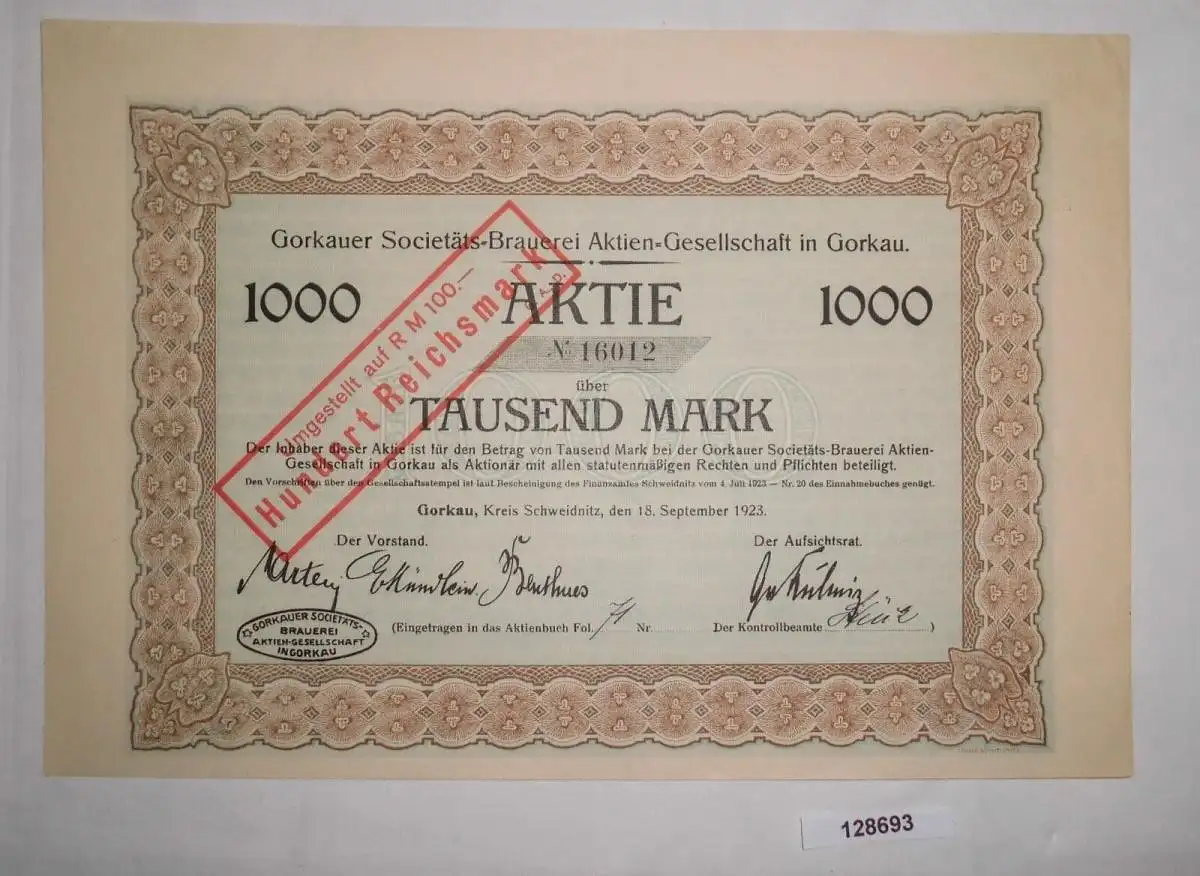 Gorkauer Societäts-Brauerei Aktien-Gesellschaft in Gorkau.
1000 AKTIE 1000
№ 16012
über
1000
TAUSEND MARK
Der Inhaber dieser Aktie ist für den Betrag von Tausend Mark bei der Gorkauer Societäts-Brauerei Aktien-
Gesellschaft in Gorkau als Aktionär mit allen statutenmäßigen Rechten und Pflichten beteiligt.
Den Vorschriften über den Gesellschaftsstempel ist laut Bescheinigung des Finanzamtes Schweidnitz vom 4. Juli 1923 — Nr. 20 des Einnahmebuches genügt.
Gorkau, Kreis Schweidnitz, den 18. September 1923.
Umgestellt auf R M 100.—
Hundert Reichsmark
Der Vorstand. Der Aufsichtsrat.
GORKAUER SOCIETÄTS-
BRAUEREI
AKTIEN-GESELLSCHAFT
IN GORKAU
(Eingetragen in das Aktienbuch Fol. 71 Nr. Der Kontrollbeamte )
128693